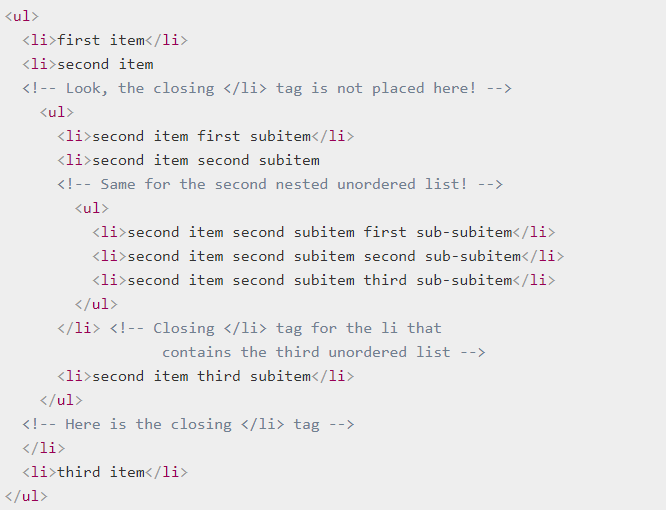 <ul>
  <li>first item</li>
  <li>second item
  <!-- Look, the closing </li> tag is not placed here! -->
    <ul>
      <li>second item first subitem</li>
      <li>second item second subitem
      <!-- Same for the second nested unordered list! -->
        <ul>
          <li>second item second subitem first sub-subitem</li>
          <li>second item second subitem second sub-subitem</li>
          <li>second item second subitem third sub-subitem</li>
        </ul>
      </li> <!-- Closing </li> tag for the li that
                  contains the third unordered list -->
      <li>second item third subitem</li>
    </ul>
  <!-- Here is the closing </li> tag -->
  </li>
  <li>third item</li>
</ul>